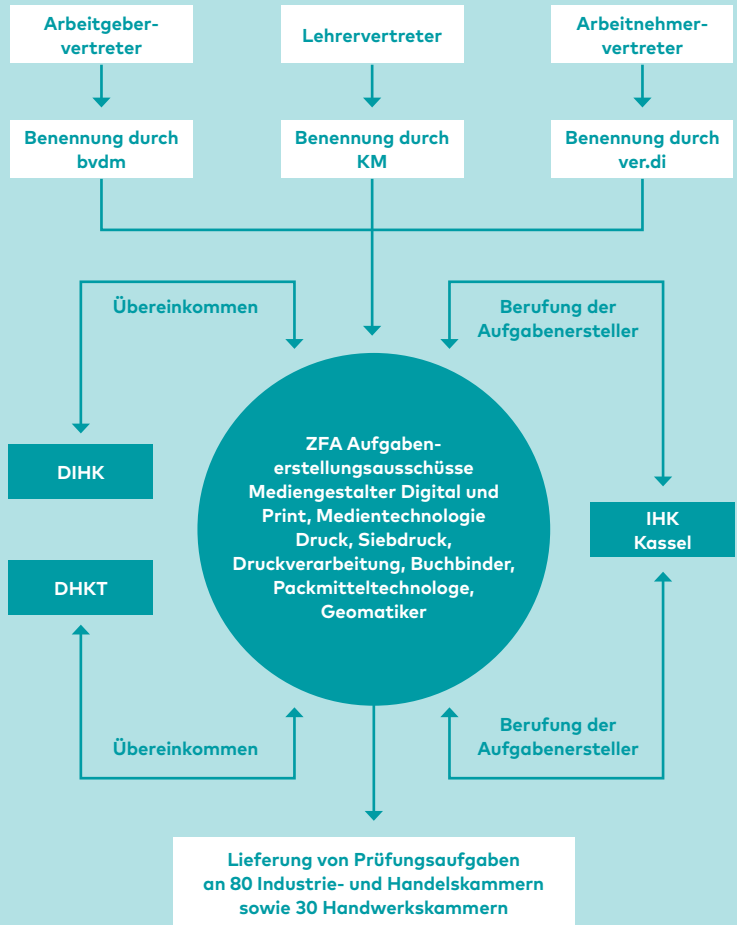 Arbeitgeber-
vertreter
Lehrervertreter
Arbeitnehmer-
vertreter
Benennung durch
bvdm
Benennung durch
KM
Benennung durch
ver.di
Übereinkommen
Berufung der
Aufgabenersteller
DIHK
DHKT
ZFA Aufgaben-
erstellungsausschüsse
Mediengestalter Digital und
Print, Medientechnologie
Druck, Siebdruck,
Druckverarbeitung, Buchbinder,
Packmitteltechnologe,
Geomatiker
IHK
Kassel
Übereinkommen
Berufung der
Aufgabenersteller
Lieferung von Prüfungsaufgaben
an 80 Industrie- und Handelskammern
sowie 30 Handwerkskammern